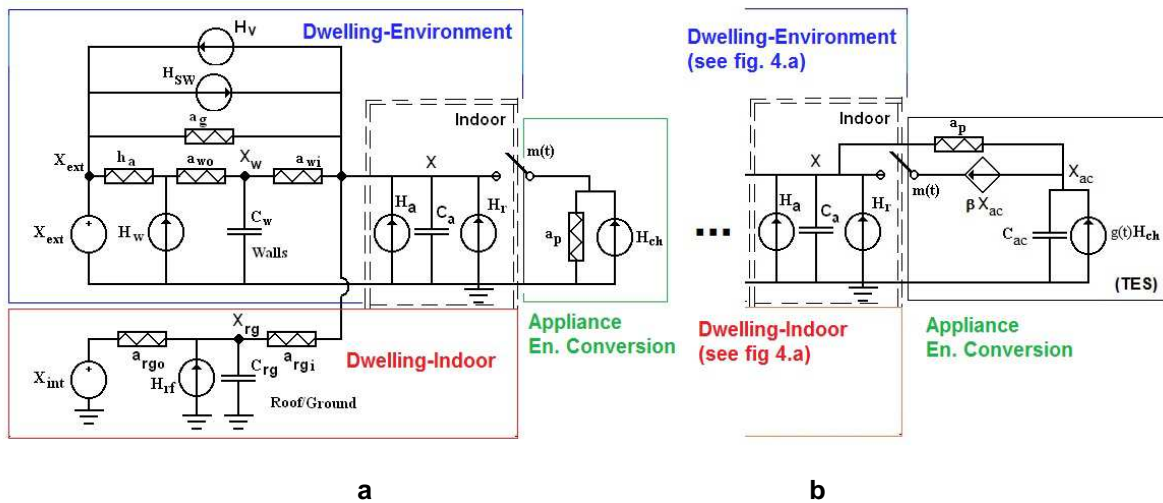 Dwelling-Environment
Hv
HSW
ag
Xext
ha
awo
Xw
awi
Indoor
X
m(t)
Xext
Hw
Cw
Walls
Ha
Ca
Hr
ap
Hch
Xrg
argo
argi
Xint
Hrf
Crg
Roof/Ground
Dwelling-Indoor
Appliance
En. Conversion
a
Dwelling-Environment
(see fig. 4.a)
Indoor
ap
X
m(t)
β Xac
Xac
Ha
Ca
Hr
Cac
g(t)Hch
(TES)
...
Dwelling-Indoor
(see fig 4.a)
Appliance
En. Conversion
b